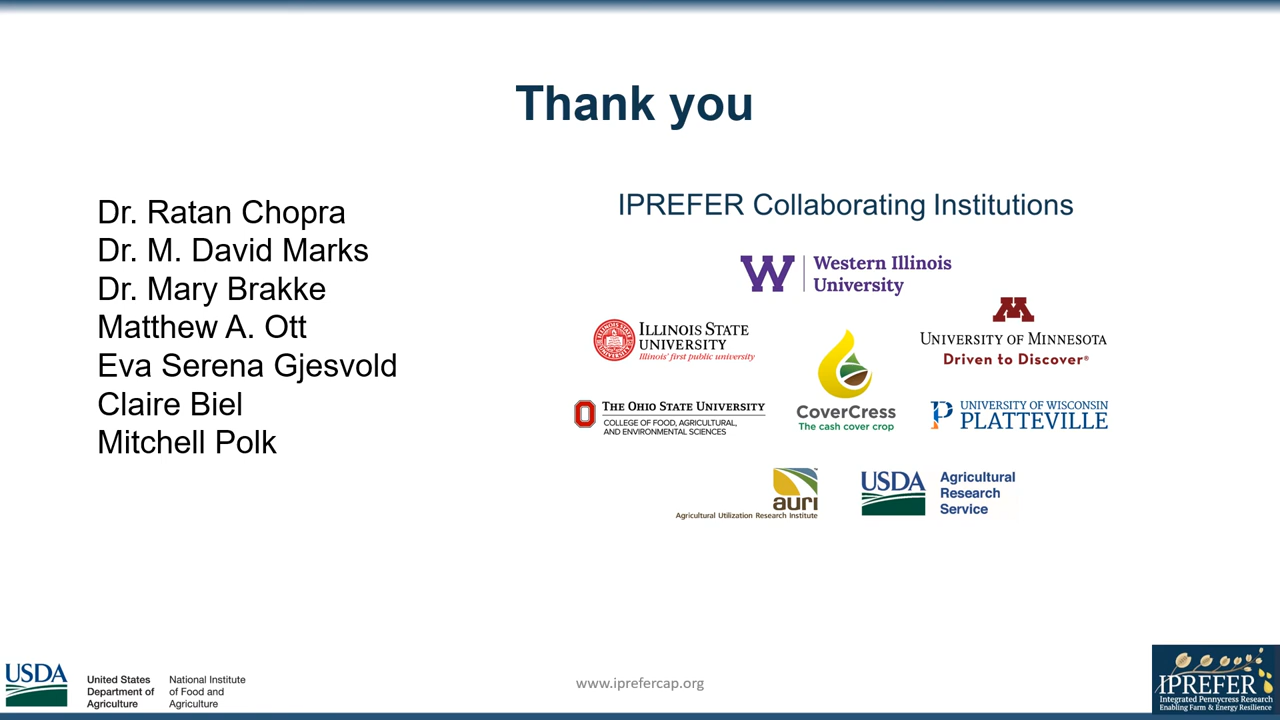 Thank you
Dr. Ratan Chopra
Dr. M. David Marks
Dr. Mary Brakke
Matthew A. Ott
Eva Serena Gjesvold
Claire Biel
Mitchell Polk
IPREFER Collaborating Institutions
W
Western Illinois
University
M
ILLINOIS STATE
UNIVERSITY
Illinois' first public university
UNIVERSITY OF MINNESOTA
Driven to Discover®
THE OHIO STATE UNIVERSITY
COLLEGE OF FOOD, AGRICULTURAL,
AND ENVIRONMENTAL SCIENCES
CoverCress
The cash cover crop
UNIVERSITY OF WISCONSIN
PLATTEVILLE
auri
Agricultural Utilization Research Institute
USDA
Agricultural
Research
Service
USDA
United States
Department of
Agriculture
National Institute
of Food and
Agriculture
www.iprefercap.org
IPREFER
Integrated Pennycress Research
Enabling Farm & Energy Resilience